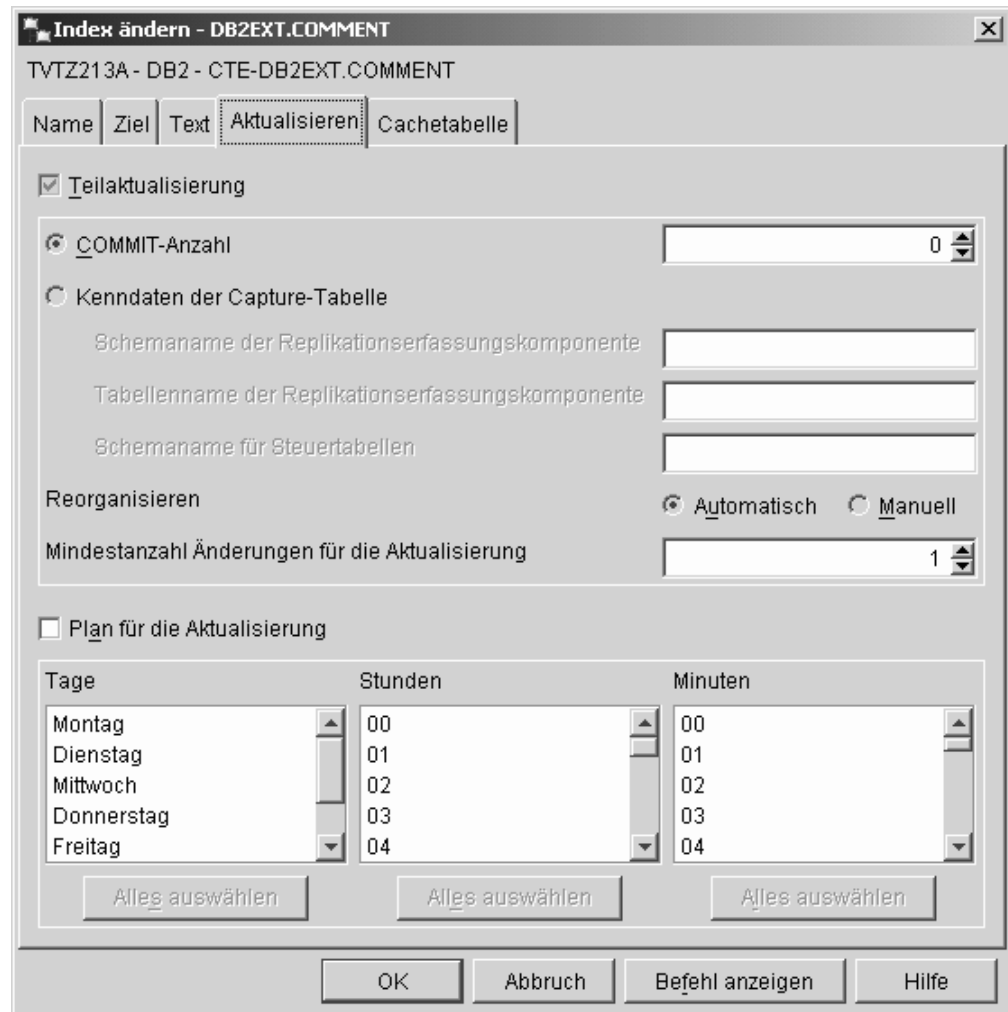 Index ändern - DB2EXT.COMMENT
TVTZ213A - DB2 - CTE-DB2EXT.COMMENT
Name Ziel Text Aktualisieren Cachetabelle
Teilaktualisierung
COMMIT-Anzahl 0
Kenndaten der Capture-Tabelle
Schemaname der Replikationserfassungskomponente
Tabellenname der Replikationserfassungskomponente
Schemaname für Steuertabellen
Reorganisieren Automatisch Manuell
Mindestanzahl Änderungen für die Aktualisierung 1
Plan für die Aktualisierung
Tage Stunden Minuten
Montag 00 00
Dienstag 01 01
Mittwoch 02 02
Donnerstag 03 03
Freitag 04 04
Alles auswählen Alles auswählen Alles auswählen
OK Abbruch Befehl anzeigen Hilfe